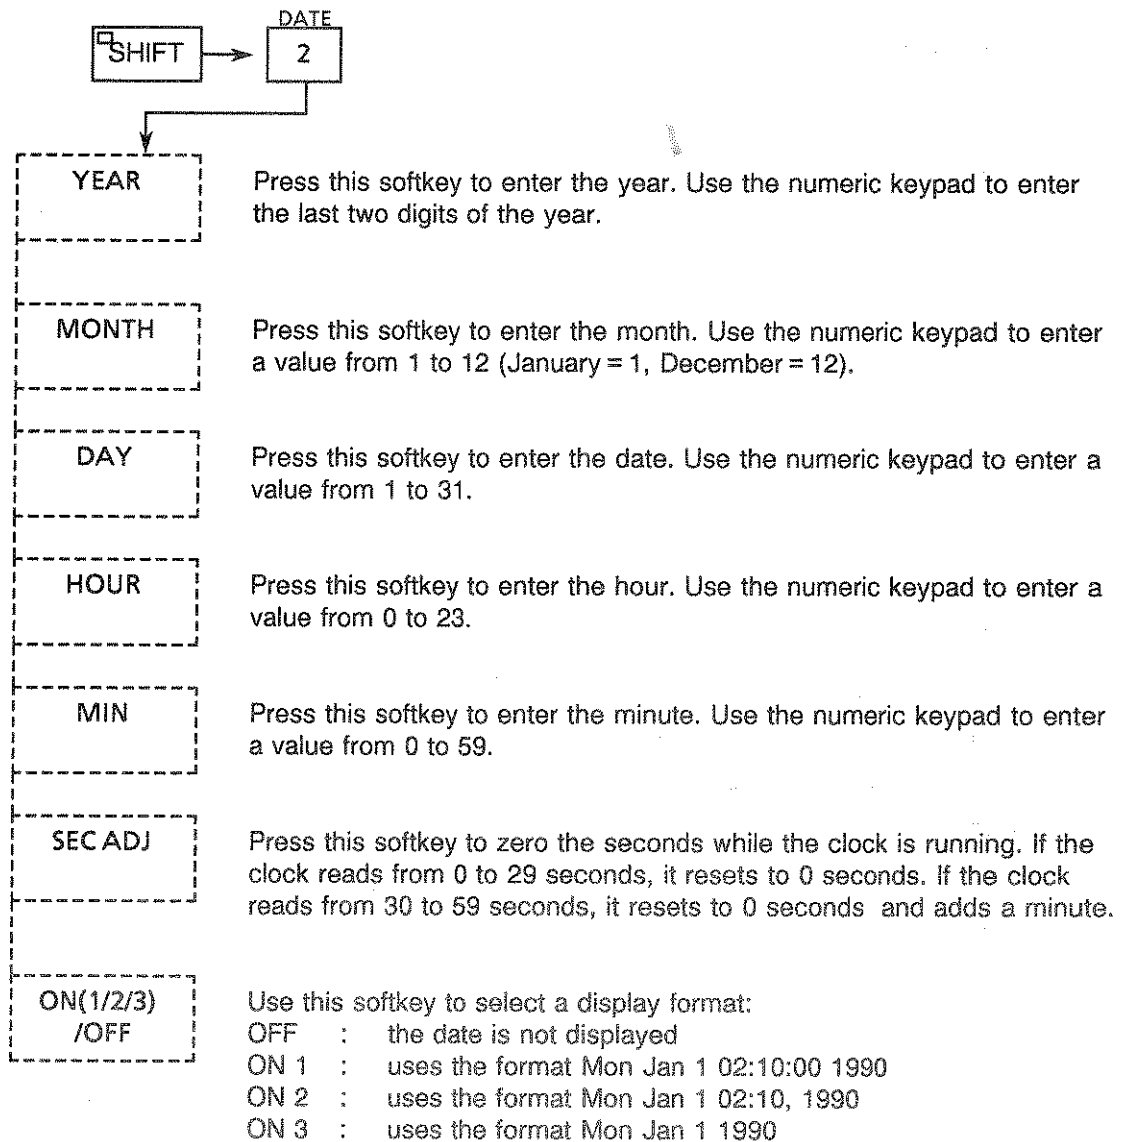 DATE
SHIFT
2
YEAR
Press this softkey to enter the year. Use the numeric keypad to enter
the last two digits of the year.
MONTH
Press this softkey to enter the month. Use the numeric keypad to enter
a value from 1 to 12 (January = 1, December = 12).
DAY
Press this softkey to enter the date. Use the numeric keypad to enter a
value from 1 to 31.
HOUR
Press this softkey to enter the hour. Use the numeric keypad to enter a
value from 0 to 23.
MIN
Press this softkey to enter the minute. Use the numeric keypad to enter
a value from 0 to 59.
SEC ADJ
Press this softkey to zero the seconds while the clock is running. If the
clock reads from 0 to 29 seconds, it resets to 0 seconds. If the clock
reads from 30 to 59 seconds, it resets to 0 seconds and adds a minute.
ON(1/2/3)
/OFF
Use this softkey to select a display format:
OFF : the date is not displayed
ON 1 : uses the format Mon Jan 1 02:10:00 1990
ON 2 : uses the format Mon Jan 1 02:10, 1990
ON 3 : uses the format Mon Jan 1 1990